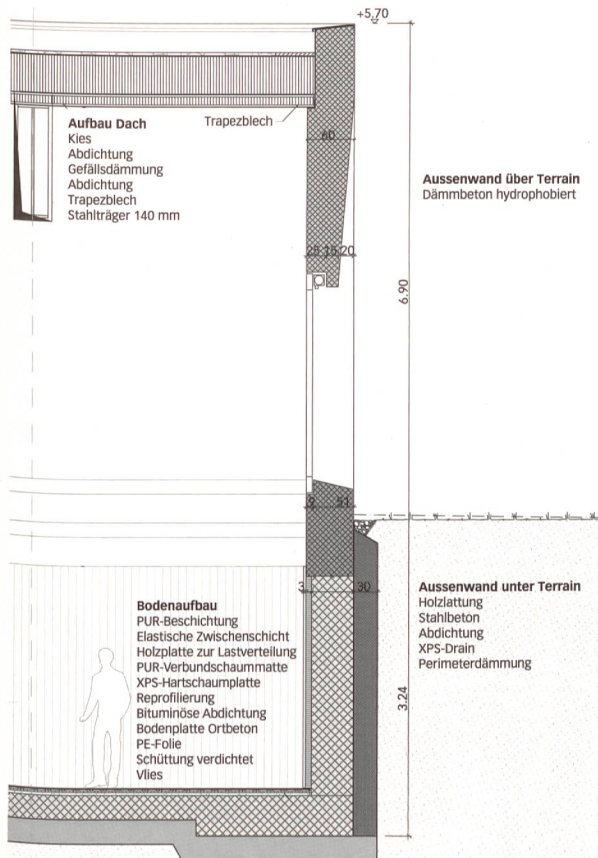 +5,70
Trapezblech
Aufbau Dach
Kies
Abdichtung
Gefällsdämmung
Abdichtung
Trapezblech
Stahlträger 140 mm
60
Aussenwand über Terrain
Dämmbeton hydrophobiert
25 15 20
6.90
9 51
3 30
Aussenwand unter Terrain
Holzlattung
Stahlbeton
Abdichtung
XPS-Drain
Perimeterdämmung
Bodenaufbau
PUR-Beschichtung
Elastische Zwischenschicht
Holzplatte zur Lastverteilung
PUR-Verbundschaummatte
XPS-Hartschaumplatte
Reprofilierung
Bituminöse Abdichtung
Bodenplatte Ortbeton
PE-Folie
Schüttung verdichtet
Vlies
3.24